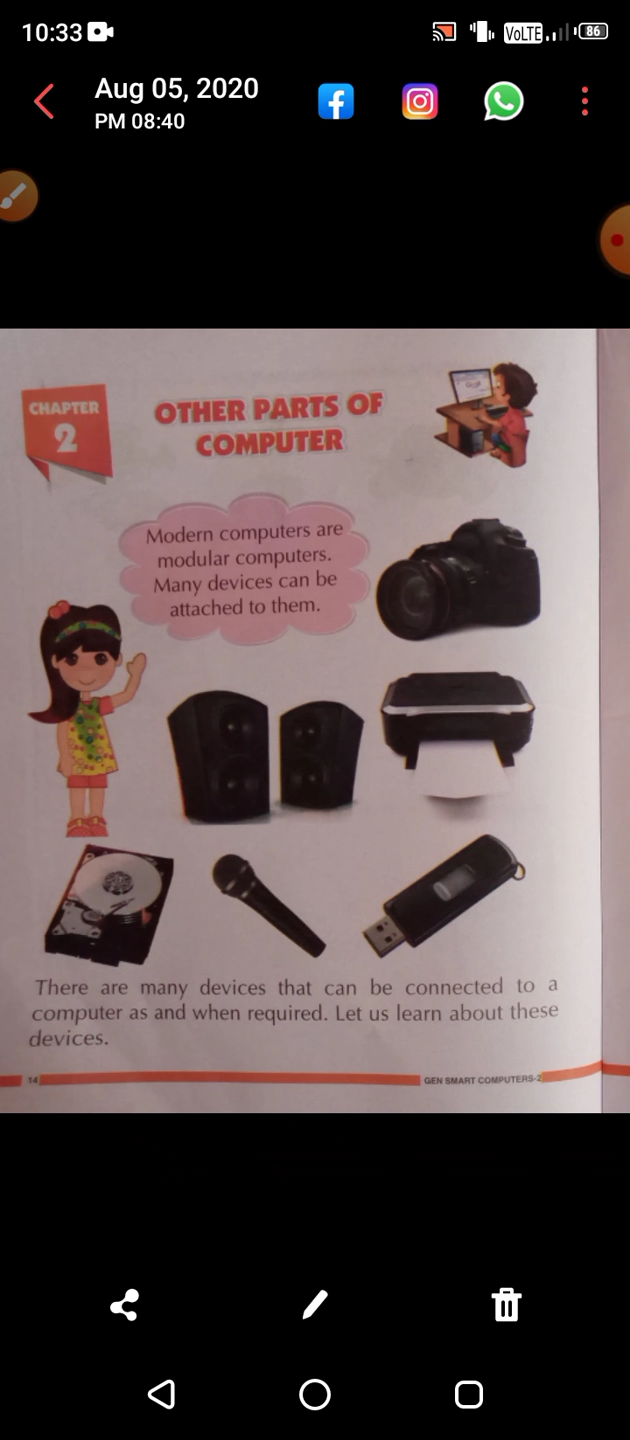 10:33
VoLTE
86
Aug 05, 2020
PM 08:40
CHAPTER
2
OTHER PARTS OF
COMPUTER
Modern computers are
modular computers.
Many devices can be
attached to them.
There are many devices that can be connected to a
computer as and when required. Let us learn about these
devices.
14
GEN SMART COMPUTERS-2